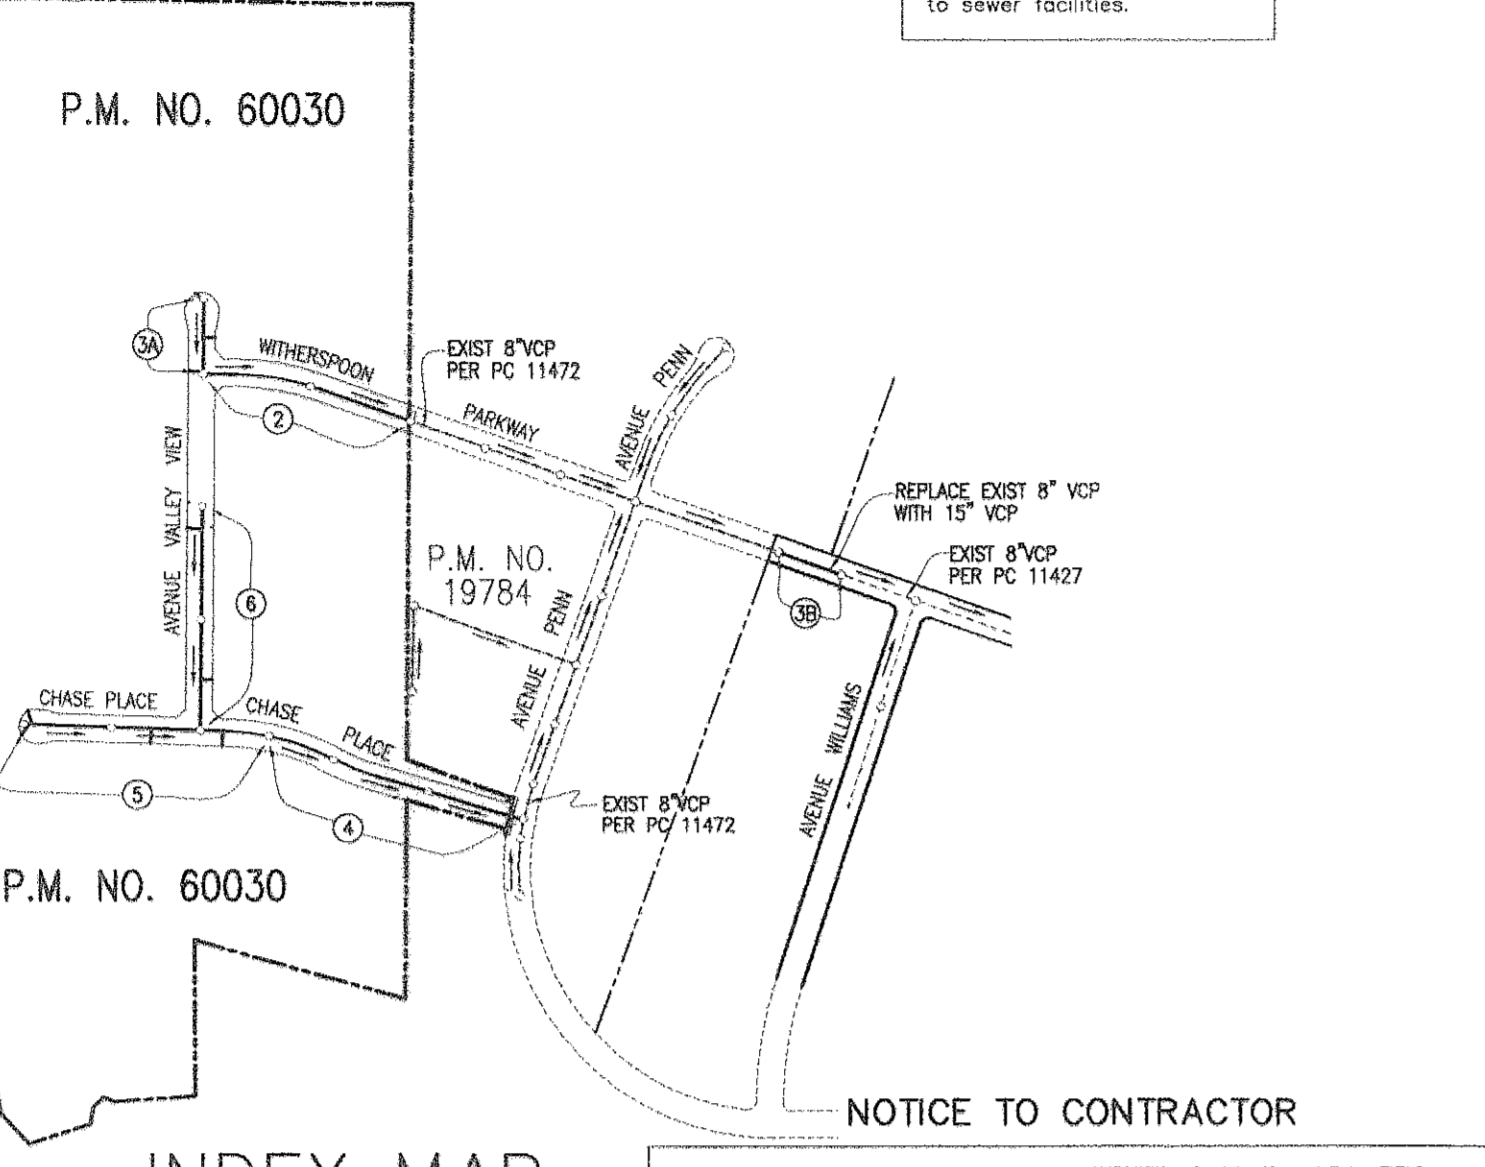 to sewer facilities.
P.M. NO. 60030
3A
WITHERSPOON
EXIST 8"VCP
PER PC 11472
2
PARKWAY
AVENUE PENN
AVENUE VALLEY VIEW
REPLACE EXIST 8" VCP
WITH 15" VCP
EXIST 8"VCP
PER PC 11427
P.M. NO.
19784
6
3B
AVENUE PENN
AVENUE WILLIAMS
CHASE PLACE
CHASE PLACE
5
4
EXIST 8"VCP
PER PC 11472
P.M. NO. 60030
NOTICE TO CONTRACTOR
INDEX MAP